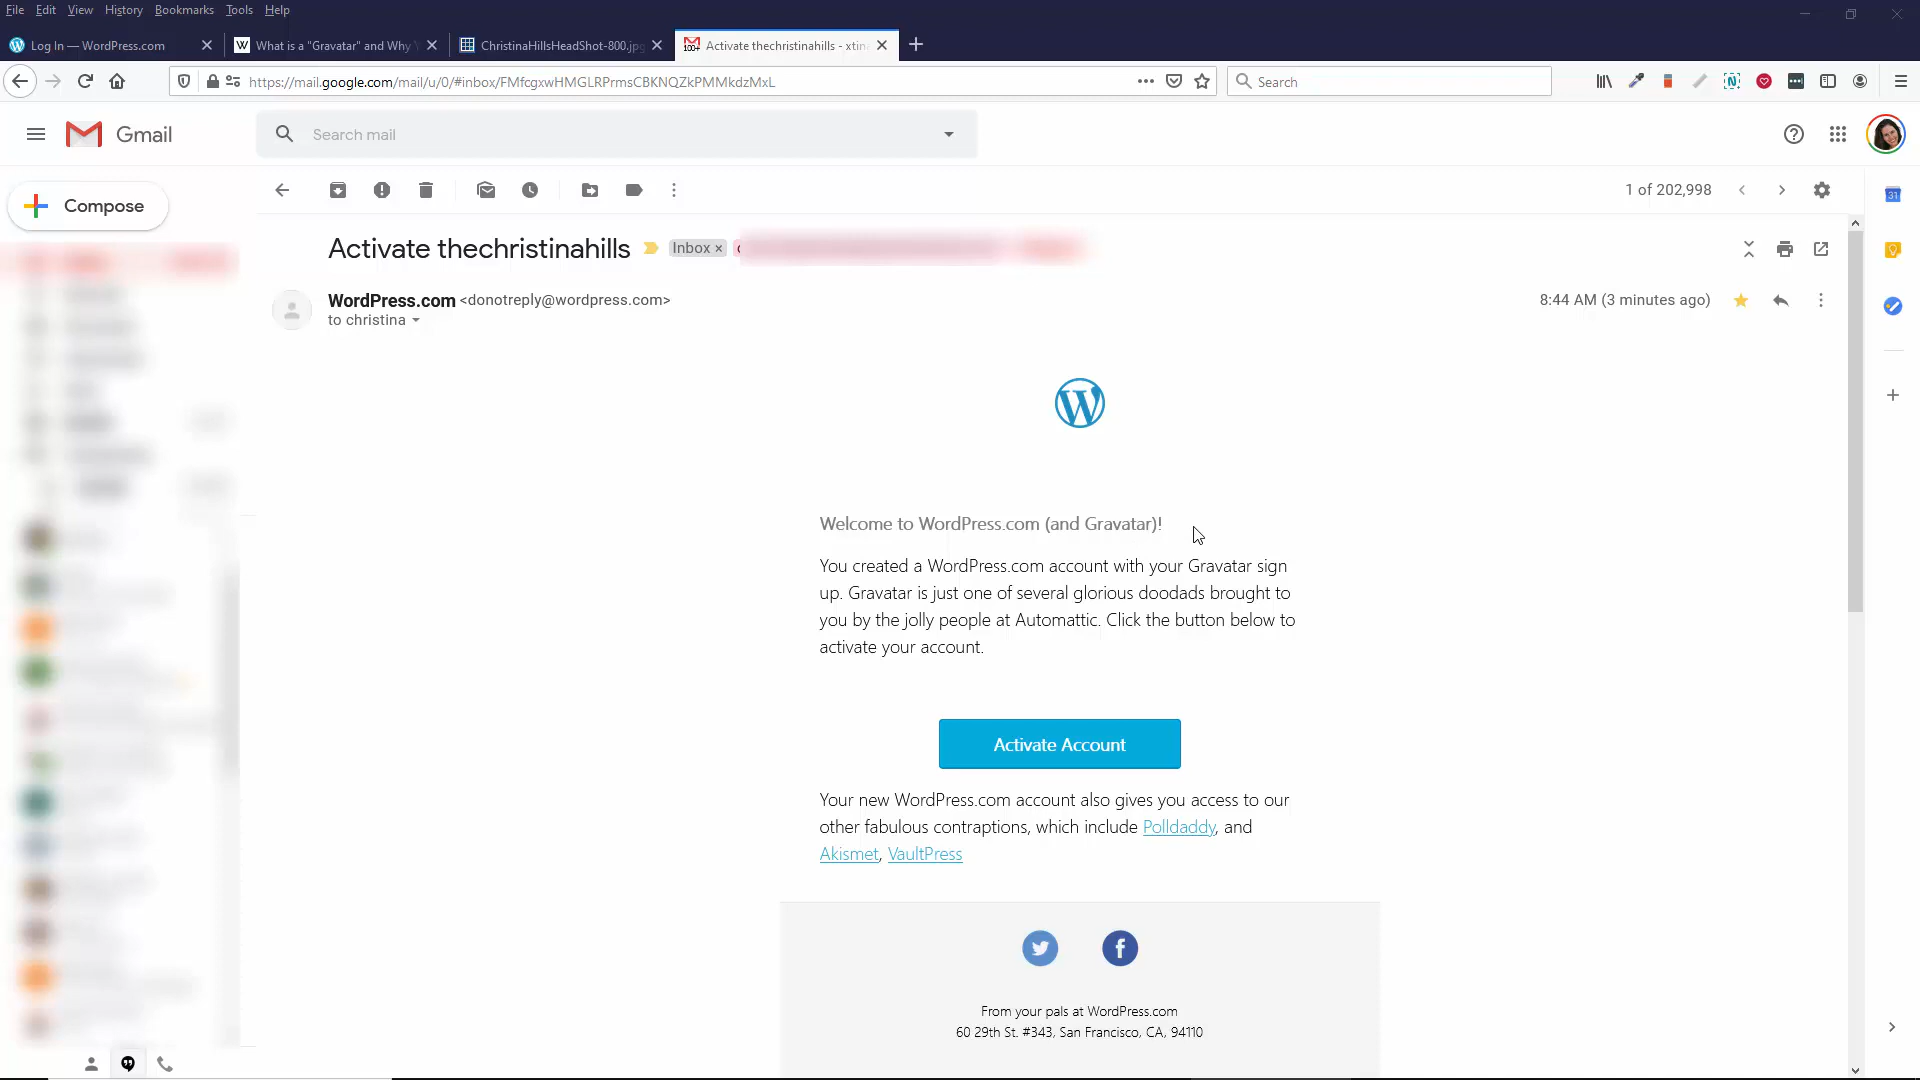 File Edit View History Bookmarks Tools Help
Log In — WordPress.com
What is a "Gravatar" and Why
ChristinaHillsHeadShot-800.jpg
100+
Activate thechristinahills - xtin
https://mail.google.com/mail/u/0/#inbox/FMfcgxwHMGLRPrmsCBKNQZkPMMkdzMxL
Search
Gmail
Search mail
Compose
1 of 202,998
31
Activate thechristinahills
Inbox ×
WordPress.com <donotreply@wordpress.com>
8:44 AM (3 minutes ago)
to christina
Welcome to WordPress.com (and Gravatar)!
You created a WordPress.com account with your Gravatar sign
up. Gravatar is just one of several glorious doodads brought to
you by the jolly people at Automattic. Click the button below to
activate your account.
Activate Account
Your new WordPress.com account also gives you access to our
other fabulous contraptions, which include Polldaddy, and
Akismet, VaultPress
From your pals at WordPress.com
60 29th St. #343, San Francisco, CA, 94110